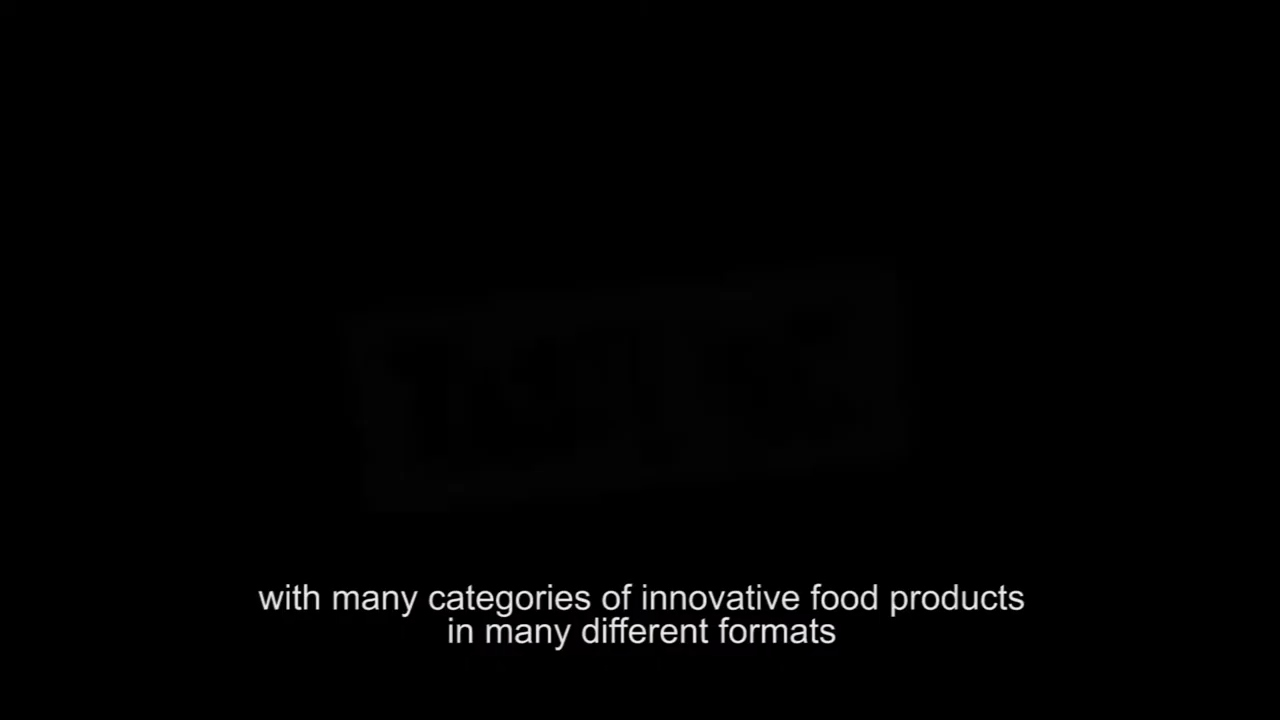 with many categories of innovative food products
in many different formats